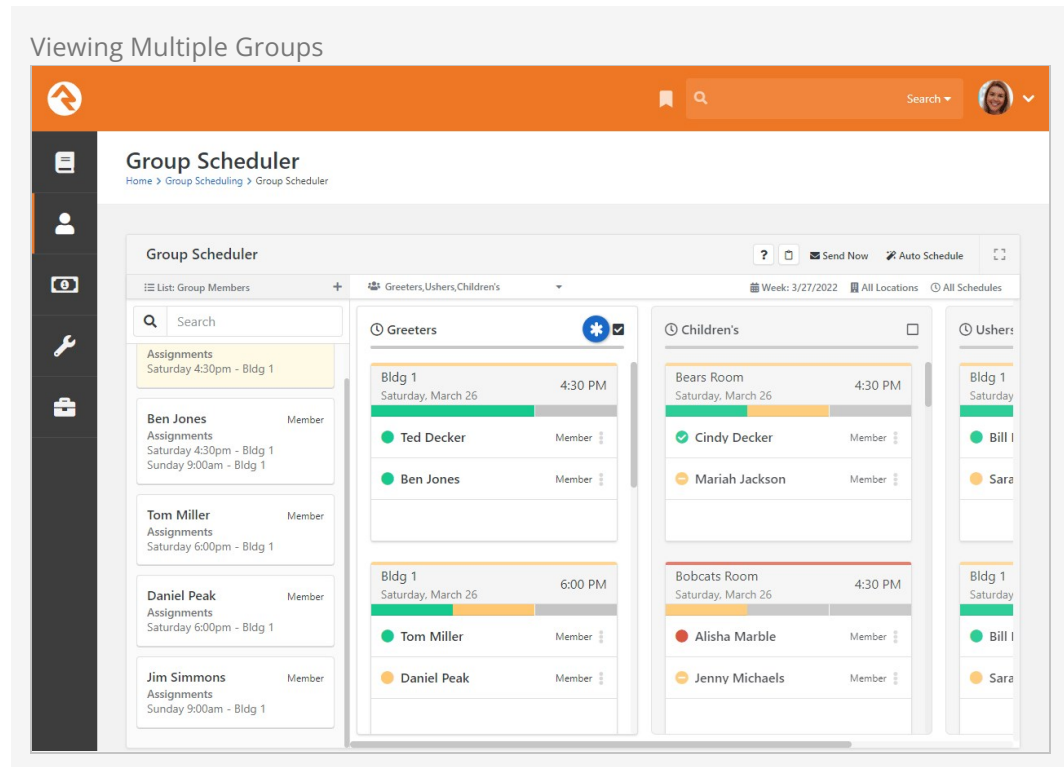 Viewing Multiple Groups
Search
Group Scheduler
Home > Group Scheduling > Group Scheduler
Group Scheduler
? Send Now Auto Schedule
List: Group Members +
Greeters,Ushers,Children's
Week: 3/27/2022 All Locations All Schedules
Search
Assignments
Saturday 4:30pm - Bldg 1
Ben Jones Member
Assignments
Saturday 4:30pm - Bldg 1
Sunday 9:00am - Bldg 1
Tom Miller Member
Assignments
Saturday 6:00pm - Bldg 1
Daniel Peak Member
Assignments
Saturday 6:00pm - Bldg 1
Jim Simmons Member
Assignments
Sunday 9:00am - Bldg 1
Greeters
Bldg 1 4:30 PM
Saturday, March 26
Ted Decker Member
Ben Jones Member
Bldg 1 6:00 PM
Saturday, March 26
Tom Miller Member
Daniel Peak Member
Children's
Bears Room 4:30 PM
Saturday, March 26
Cindy Decker Member
Mariah Jackson Member
Bobcats Room 4:30 PM
Saturday, March 26
Alisha Marble Member
Jenny Michaels Member
Ushers
Bldg 1
Saturday
Bill
Sara
Bldg 1
Saturday
Bill
Sara